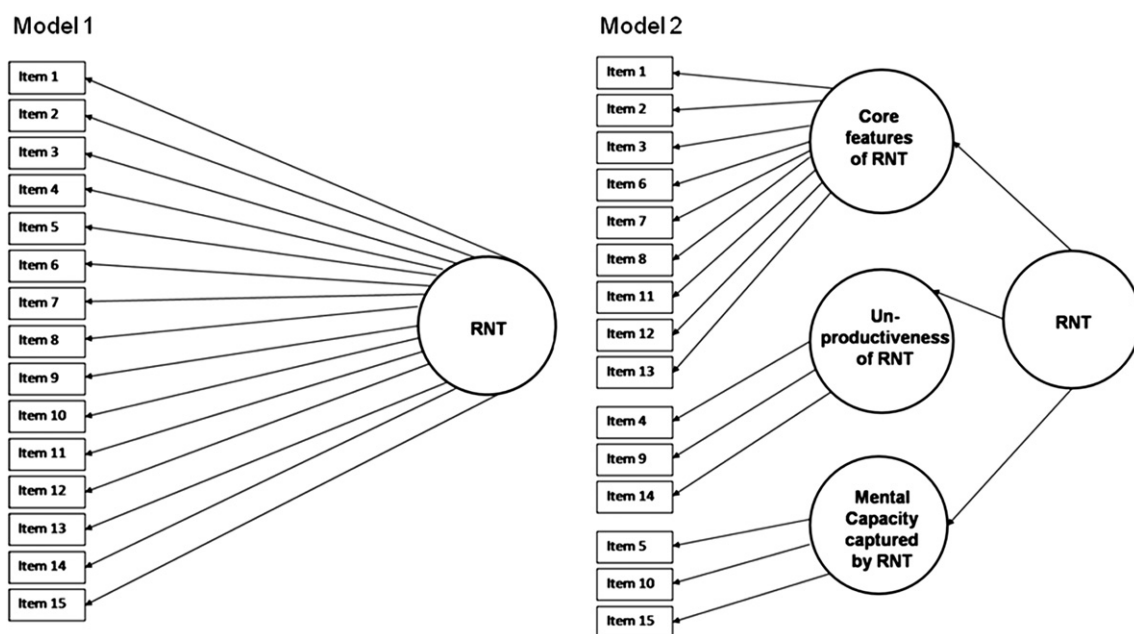 Model 1
Item 1
Item 2
Item 3
Item 4
Item 5
Item 6
Item 7
Item 8
Item 9
Item 10
Item 11
Item 12
Item 13
Item 14
Item 15
RNT
Model 2
Item 1
Item 2
Item 3
Item 6
Item 7
Item 8
Item 11
Item 12
Item 13
Item 4
Item 9
Item 14
Item 5
Item 10
Item 15
Core
features
of RNT
Un-
productiveness
of RNT
Mental
Capacity
captured
by RNT
RNT